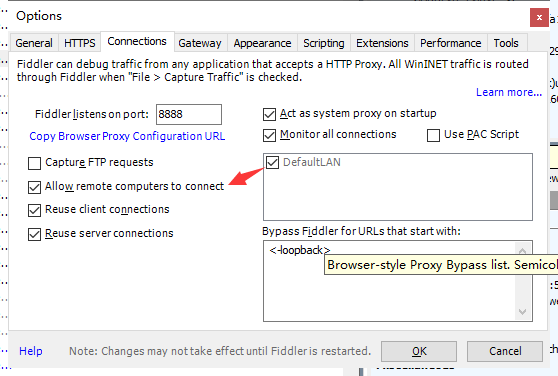 Options
General HTTPS Connections Gateway Appearance Scripting Extensions Performance Tools
Fiddler can debug traffic from any application that accepts a HTTP Proxy. All WinINET traffic is routed
through Fiddler when "File > Capture Traffic" is checked.
Learn more...
Fiddler listens on port: 8888
Copy Browser Proxy Configuration URL
Capture FTP requests
Allow remote computers to connect
Reuse client connections
Reuse server connections
Act as system proxy on startup
Monitor all connections
Use PAC Script
DefaultLAN
Bypass Fiddler for URLs that start with:
<-loopback>
Browser-style Proxy Bypass list. Semicol
Help
Note: Changes may not take effect until Fiddler is restarted.
OK
Cancel